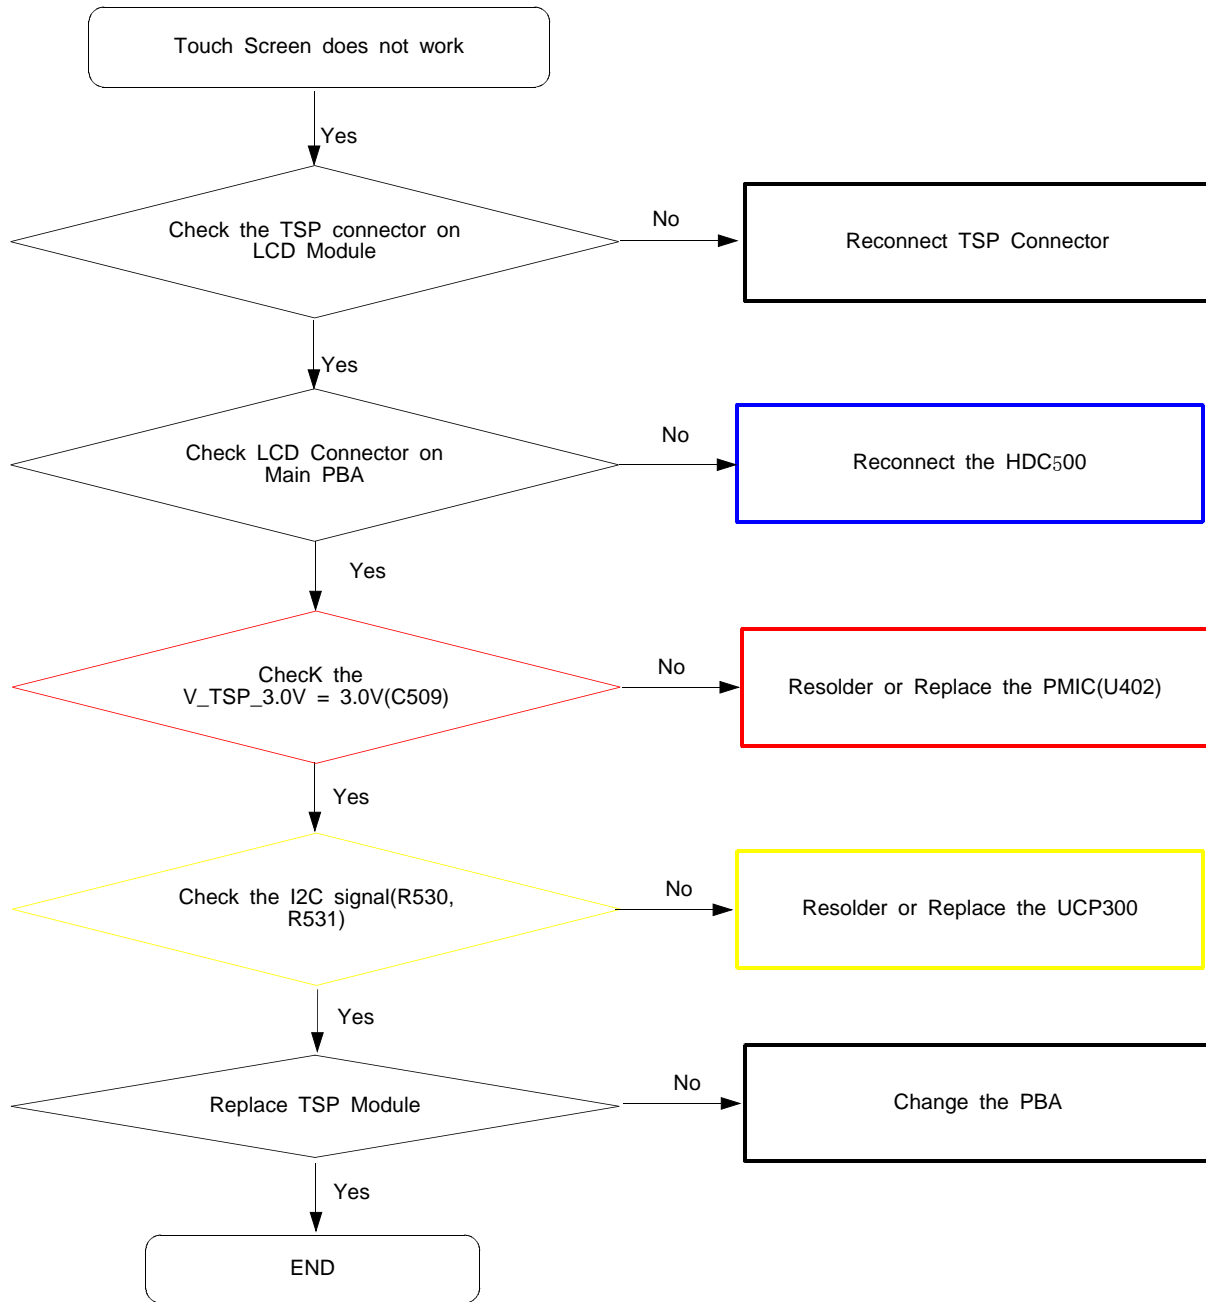 Touch Screen does not work
Yes
Check the TSP connector on
LCD Module
No
Reconnect TSP Connector
Yes
Check LCD Connector on
Main PBA
No
Reconnect the HDC500
Yes
ChecK the
V_TSP_3.0V = 3.0V(C509)
No
Resolder or Replace the PMIC(U402)
Yes
Check the I2C signal(R530,
R531)
No
Resolder or Replace the UCP300
Yes
Replace TSP Module
No
Change the PBA
Yes
END